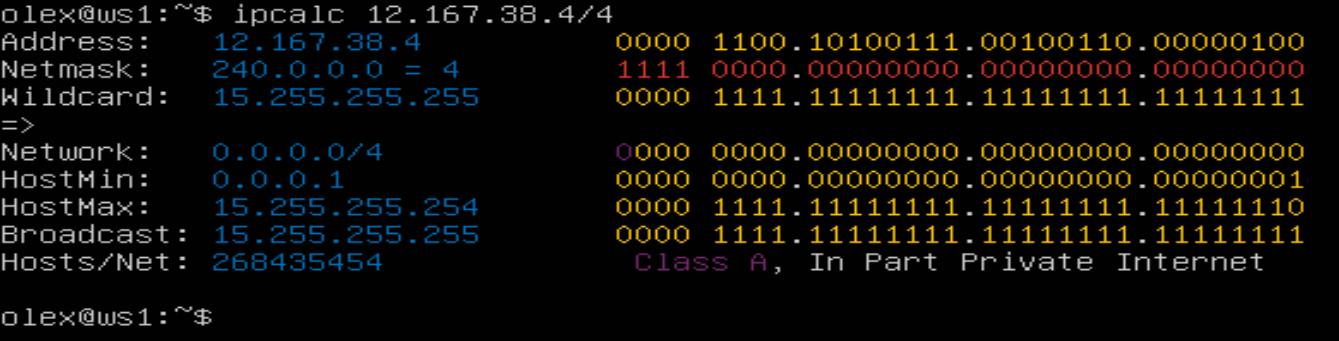 olex@ws1:~$ ipcalc 12.167.38.4/4
Address:   12.167.38.4          0000 1100.10100111.00100110.00000100
Netmask:   240.0.0.0 = 4        1111 0000.00000000.00000000.00000000
Wildcard:  15.255.255.255       0000 1111.11111111.11111111.11111111
=>
Network:   0.0.0.0/4            0000 0000.00000000.00000000.00000000
HostMin:   0.0.0.1              0000 0000.00000000.00000000.00000001
HostMax:   15.255.255.254       0000 1111.11111111.11111111.11111110
Broadcast: 15.255.255.255       0000 1111.11111111.11111111.11111111
Hosts/Net: 268435454             Class A, In Part Private Internet
olex@ws1:~$